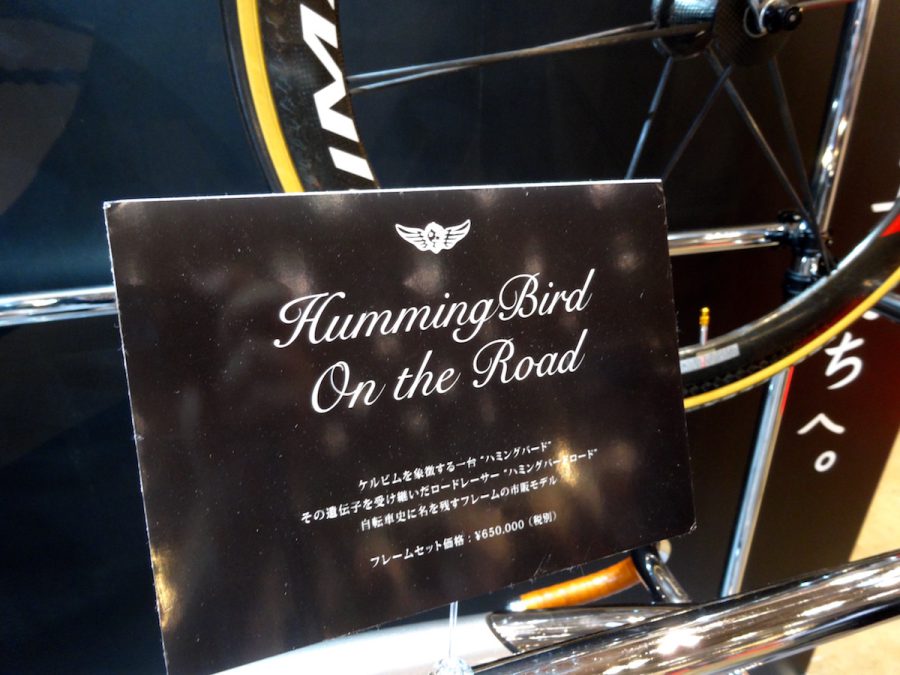 HummingBird
On the Road
ケルビムを象徴する一台“ハミングバード”
その遺伝子を受け継いだロードレーサー“ハミングバードロード”
自転車史に名を残すフレームの市販モデル
フレームセット価格：¥650,000（税別）
ちへ。